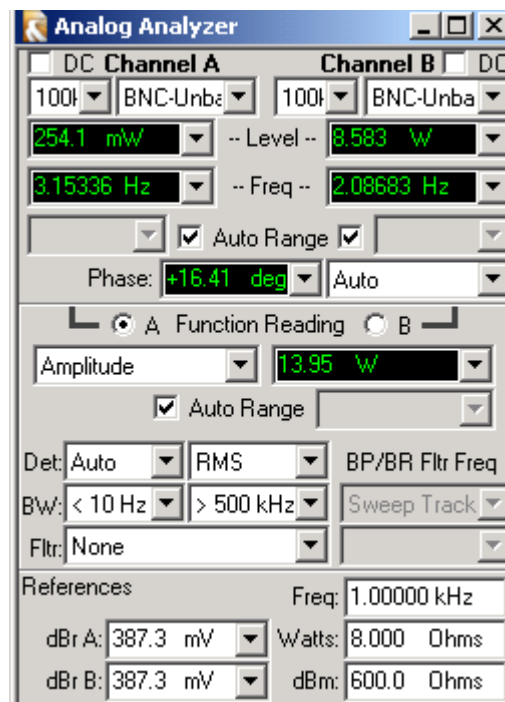 Analog Analyzer
DC Channel A Channel B DC
100k BNC-Unba 100k BNC-Unba
254.1 mW -- Level -- 8.583 W
3.15336 Hz -- Freq -- 2.08683 Hz
Auto Range
Phase: +16.41 deg Auto
A Function Reading B
Amplitude 13.95 W
Auto Range
Det: Auto RMS BP/BR Fltr Freq
BW: < 10 Hz > 500 kHz Sweep Track
Fltr: None
References Freq: 1.00000 kHz
dBr A: 387.3 mV Watts: 8.000 Ohms
dBr B: 387.3 mV dBm: 600.0 Ohms